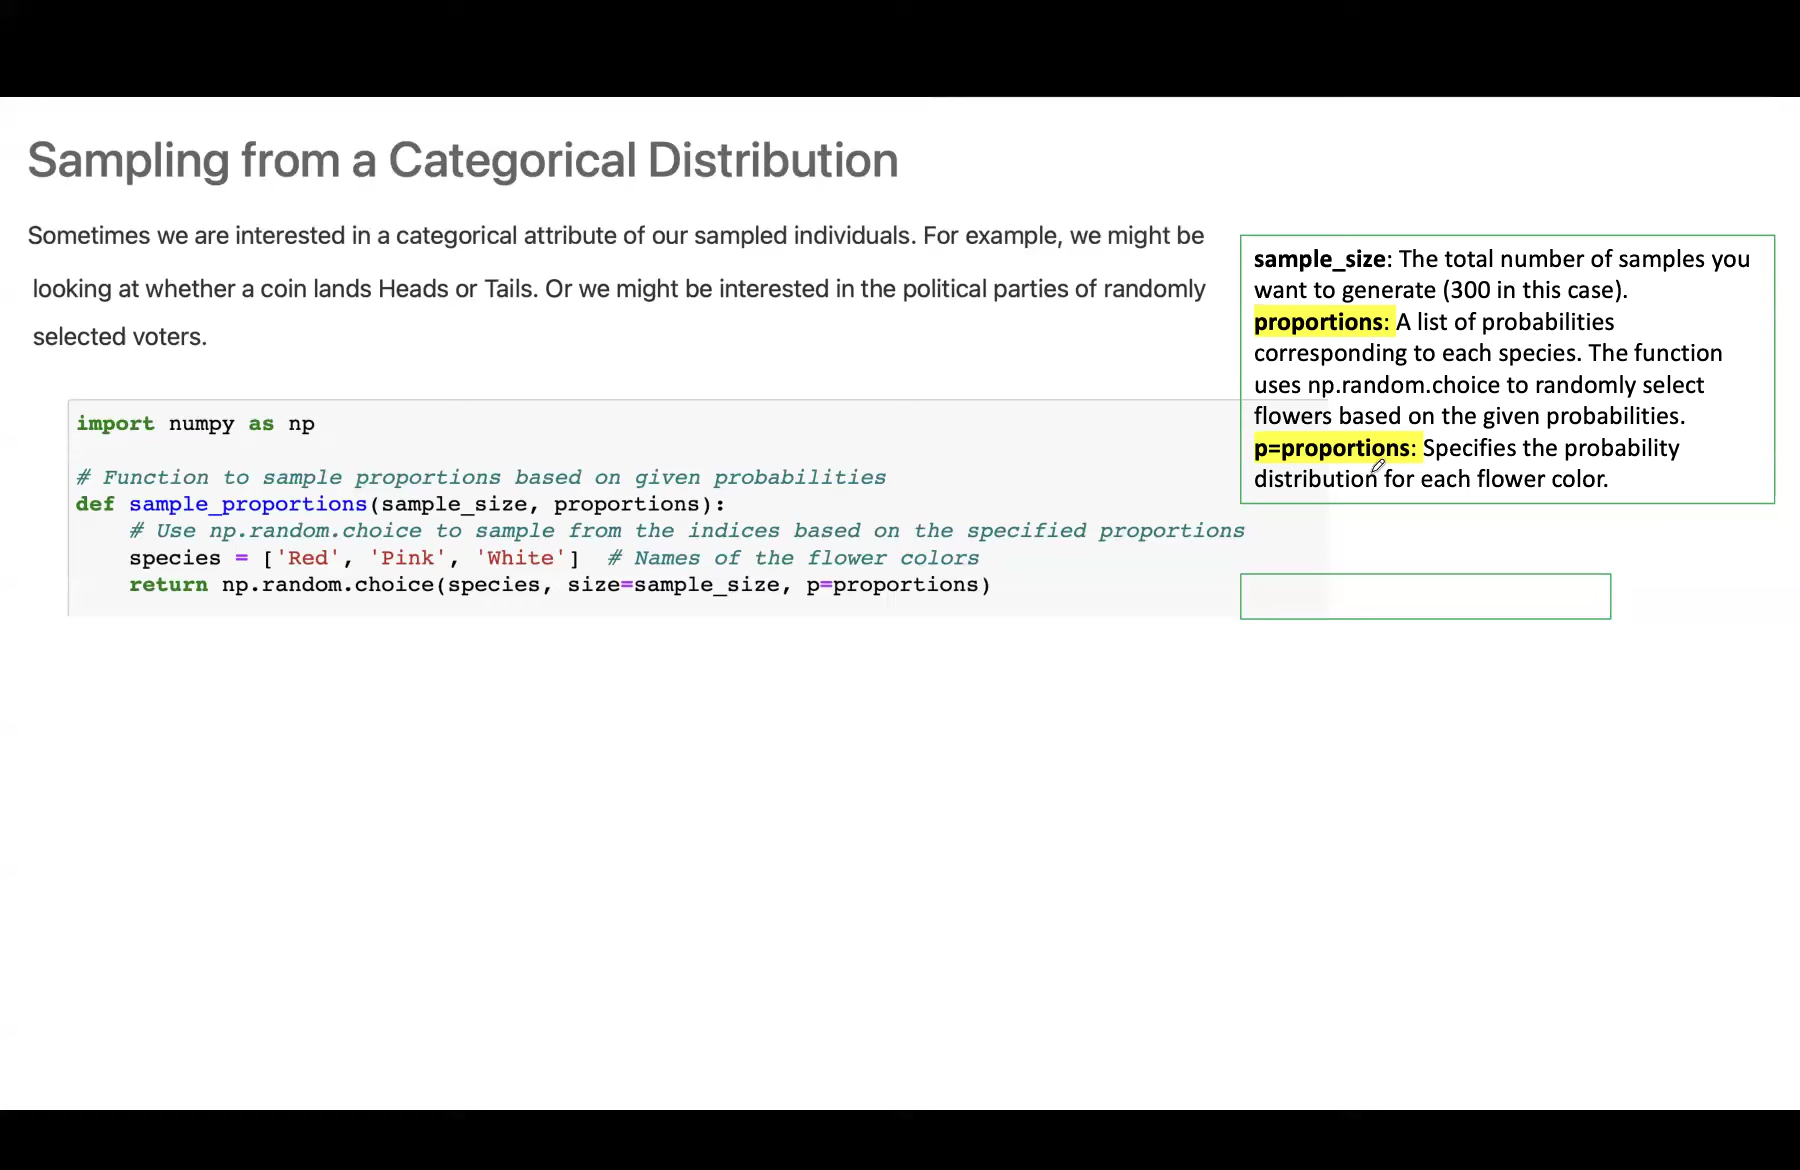 Sampling from a Categorical Distribution
Sometimes we are interested in a categorical attribute of our sampled individuals. For example, we might be
looking at whether a coin lands Heads or Tails. Or we might be interested in the political parties of randomly
selected voters.
import numpy as np
# Function to sample proportions based on given probabilities
def sample_proportions(sample_size, proportions):
    # Use np.random.choice to sample from the indices based on the specified proportions
    species = ['Red', 'Pink', 'White']  # Names of the flower colors
    return np.random.choice(species, size=sample_size, p=proportions)
sample_size: The total number of samples you
want to generate (300 in this case).
proportions: A list of probabilities
corresponding to each species. The function
uses np.random.choice to randomly select
flowers based on the given probabilities.
p=proportions: Specifies the probability
distribution for each flower color.